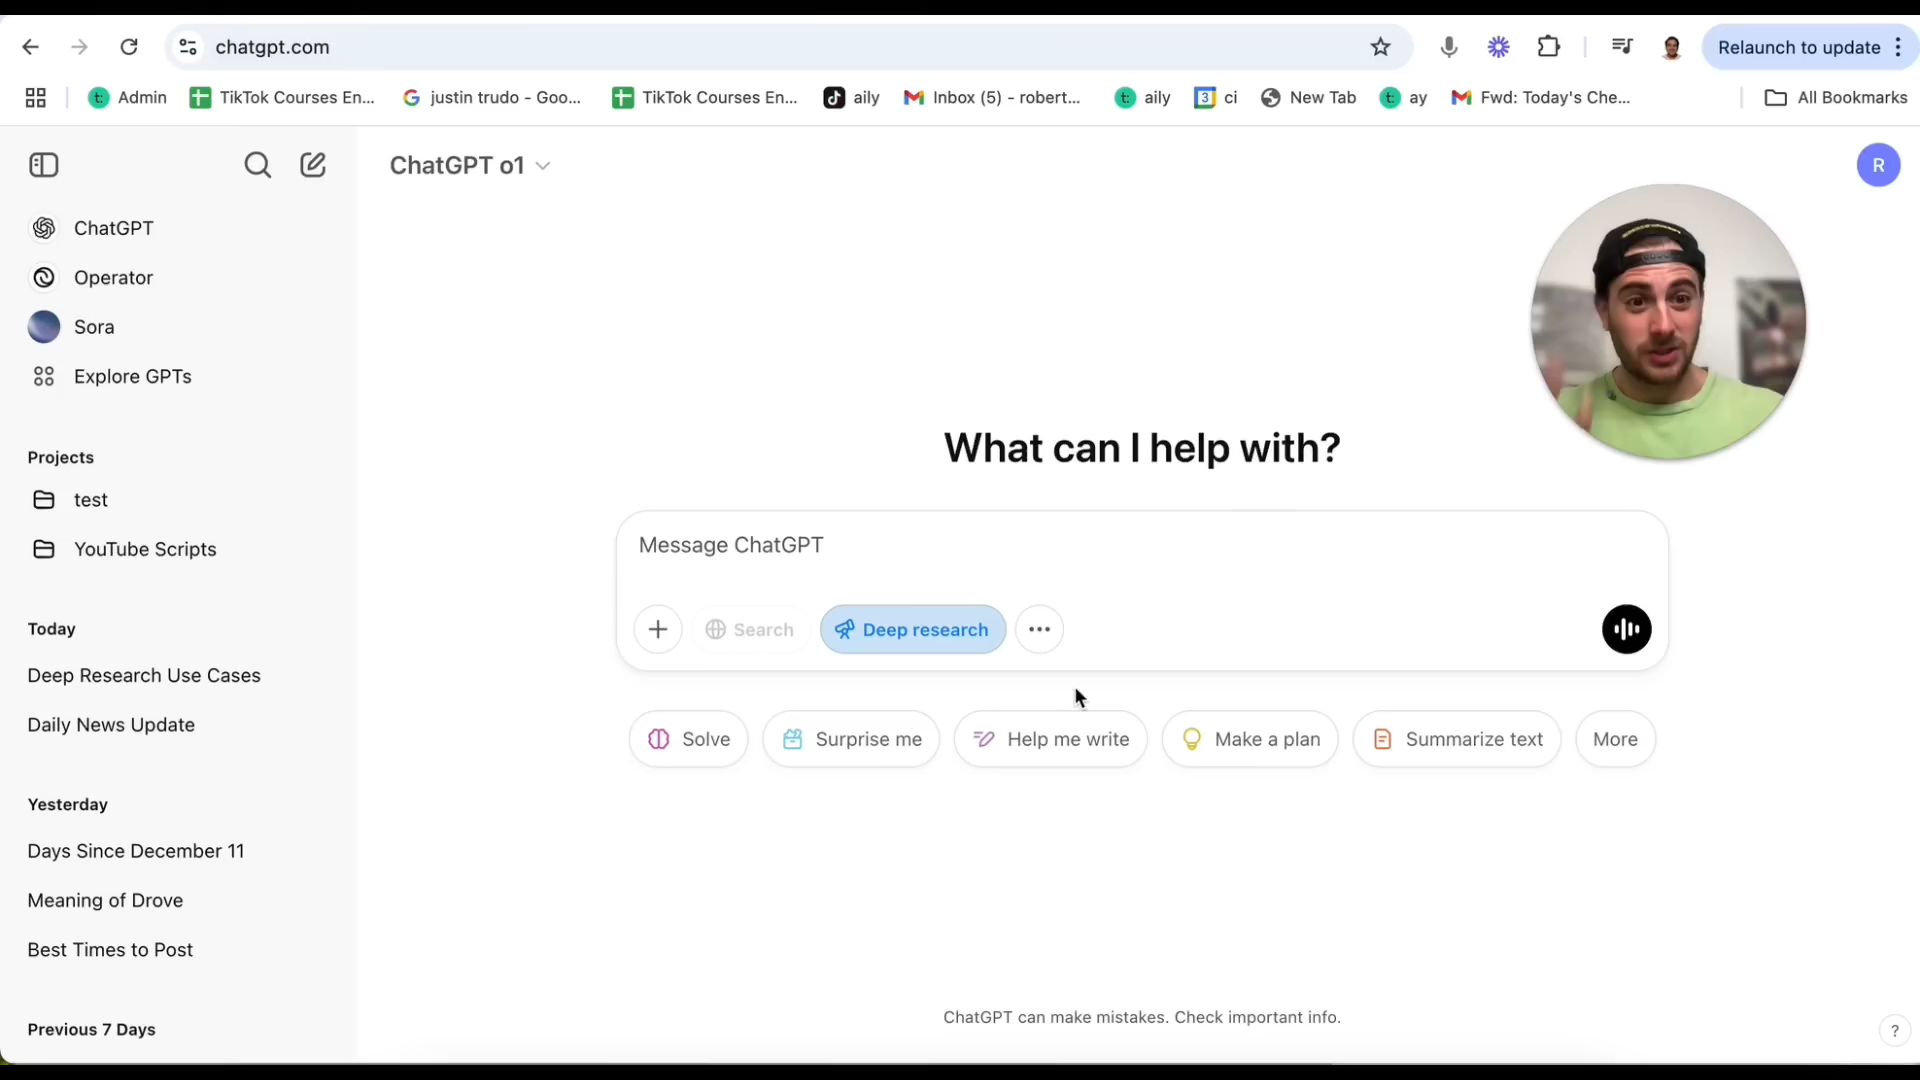 chatgpt.com
Relaunch to update
Admin
TikTok Courses En...
justin trudo - Goo...
TikTok Courses En...
aily
Inbox (5) - robert...
aily
3 ci
New Tab
ay
Fwd: Today's Che...
All Bookmarks
ChatGPT o1
R
ChatGPT
Operator
Sora
Explore GPTs
Projects
test
YouTube Scripts
Today
Deep Research Use Cases
Daily News Update
Yesterday
Days Since December 11
Meaning of Drove
Best Times to Post
Previous 7 Days
What can I help with?
Message ChatGPT
Search
Deep research
Solve
Surprise me
Help me write
Make a plan
Summarize text
More
ChatGPT can make mistakes. Check important info.
?